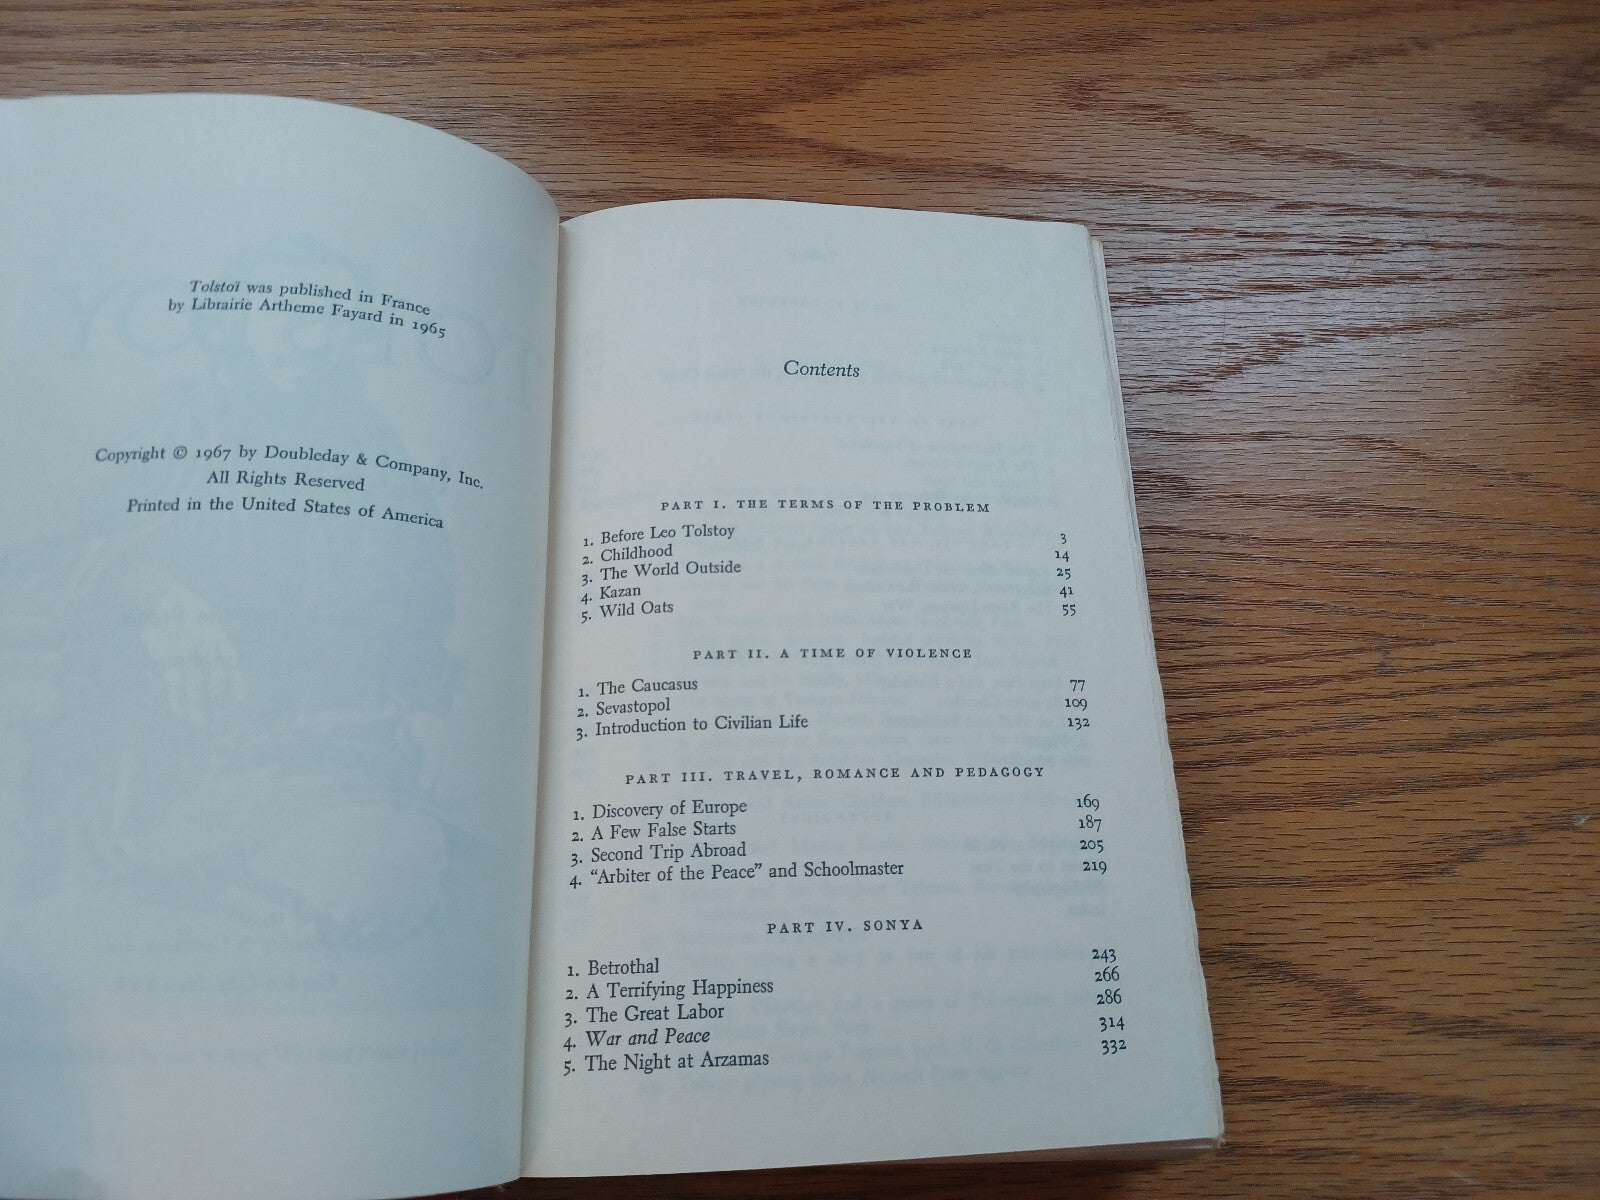 Tolstoï was published in France
by Librairie Artheme Fayard in 1965
Copyright © 1967 by Doubleday & Company, Inc.
All Rights Reserved
Printed in the United States of America
Contents
PART I. THE TERMS OF THE PROBLEM
1. Before Leo Tolstoy 3
2. Childhood 14
3. The World Outside 25
4. Kazan 41
5. Wild Oats 55
PART II. A TIME OF VIOLENCE
1. The Caucasus 77
2. Sevastopol 109
3. Introduction to Civilian Life 132
PART III. TRAVEL, ROMANCE AND PEDAGOGY
1. Discovery of Europe 169
2. A Few False Starts 187
3. Second Trip Abroad 205
4. "Arbiter of the Peace" and Schoolmaster 219
PART IV. SONYA
1. Betrothal 243
2. A Terrifying Happiness 266
3. The Great Labor 286
4. War and Peace 314
5. The Night at Arzamas 332